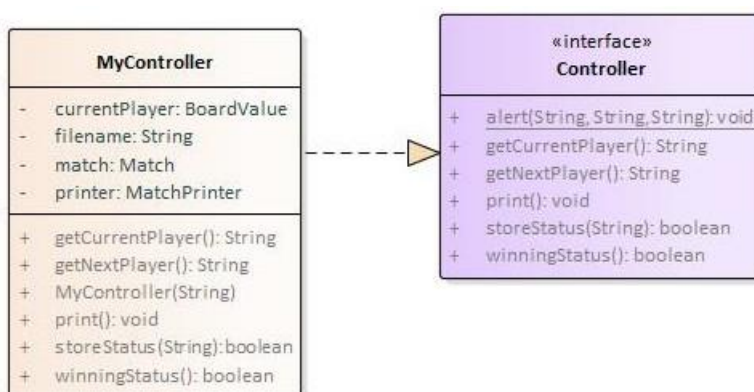 MyController
- currentPlayer: BoardValue
- filename: String
- match: Match
- printer: MatchPrinter
+ getCurrentPlayer(): String
+ getNextPlayer(): String
+ MyController(String)
+ print(): void
+ storeStatus(String):boolean
+ winningStatus(): boolean
«interface»
Controller
+ alert(String, String,String): void
+ getCurrentPlayer(): String
+ getNextPlayer(): String
+ print(): void
+ storeStatus(String): boolean
+ winningStatus(): boolean